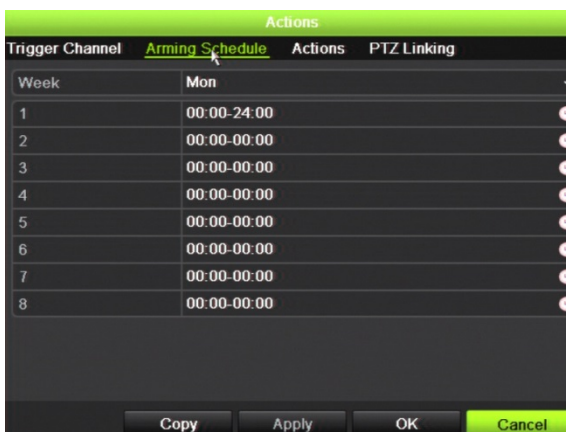 Actions
Trigger Channel Arming Schedule Actions PTZ Linking
Week Mon
1 00:00-24:00
2 00:00-00:00
3 00:00-00:00
4 00:00-00:00
5 00:00-00:00
6 00:00-00:00
7 00:00-00:00
8 00:00-00:00
Copy Apply OK Cancel